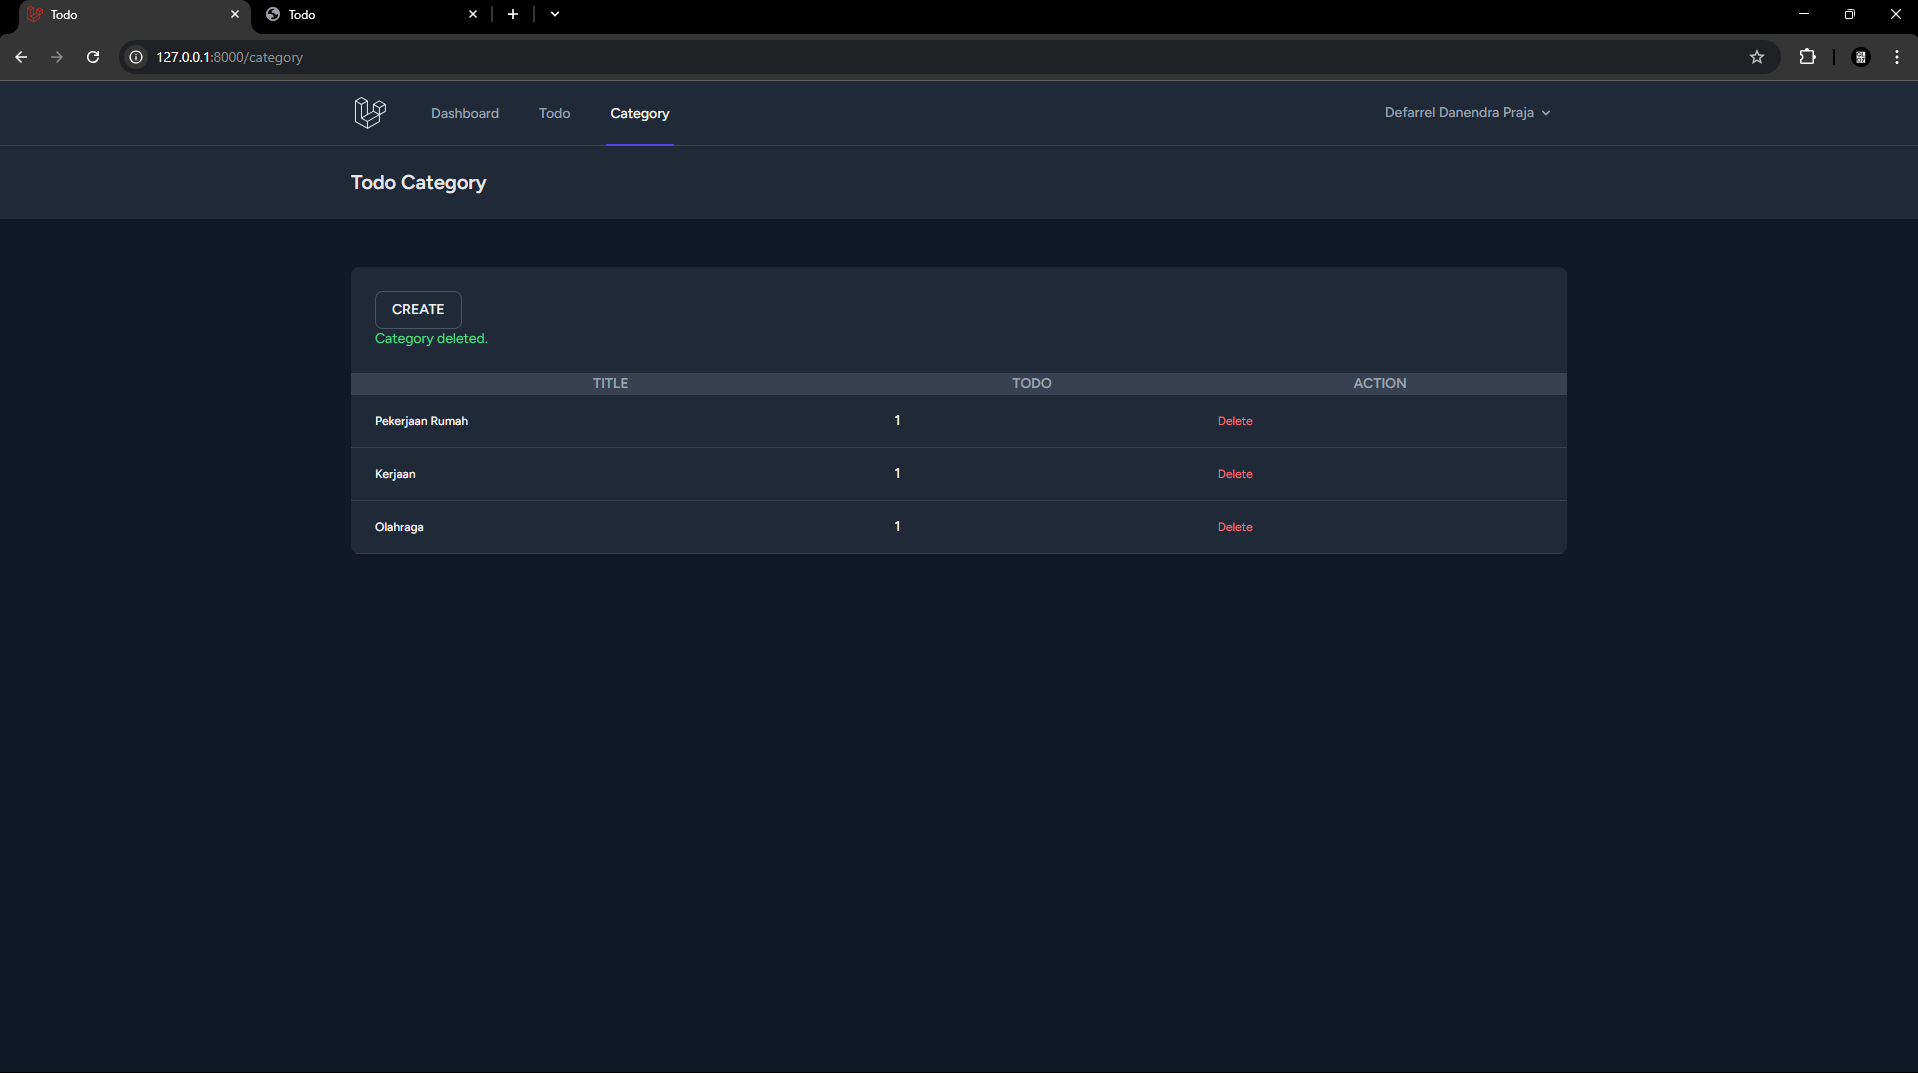 Todo
Todo
127.0.0.1:8000/category
Dashboard Todo Category Defarrel Danendra Praja
Todo Category
CREATE
Category deleted.
TITLE TODO ACTION
Pekerjaan Rumah 1 Delete
Kerjaan 1 Delete
Olahraga 1 Delete